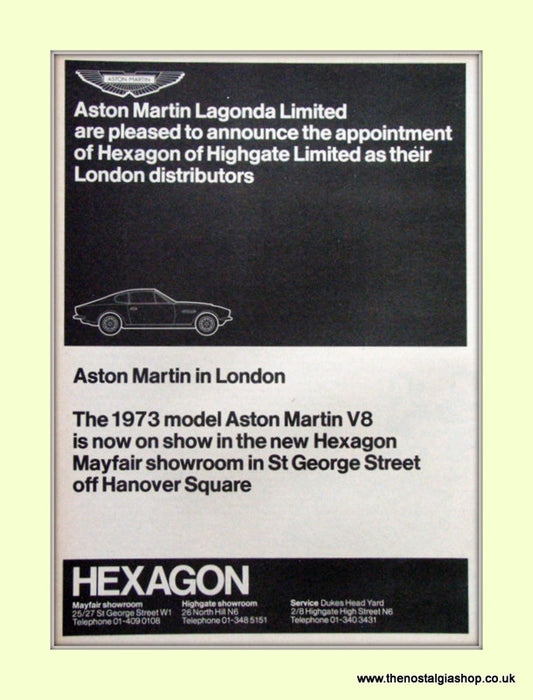 ASTON MARTIN
Aston Martin Lagonda Limited
are pleased to announce the appointment
of Hexagon of Highgate Limited as their
London distributors
Aston Martin in London
The 1973 model Aston Martin V8
is now on show in the new Hexagon
Mayfair showroom in St George Street
off Hanover Square
HEXAGON
Mayfair showroom
25/27 St George Street W1
Telephone 01-409 0108
Highgate showroom
26 North Hill N6
Telephone 01-348 5151
Service Dukes Head Yard
2/8 Highgate High Street N6
Telephone 01-340 3431
www.thenostalgiashop.co.uk